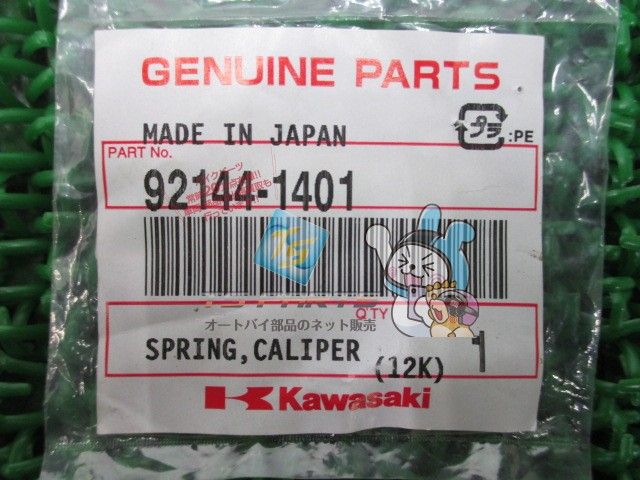 GENUINE PARTS
MADE IN JAPAN
プラ :PE
PART No.
92144-1401
オートバイ部品のネット販売
Q'TY
SPRING, CALIPER (12K) 1
Kawasaki